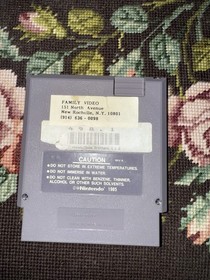 FAMILY VIDEO
151 North Avenue
New Rochelle, N.Y. 10801
(914) 636 - 0698
CAUTION
●DO NOT STORE IN EXTREME TEMPERATURES.
●DO NOT IMMERSE IN WATER.
●DO NOT CLEAN WITH BENZENE, THINNER,
ALCOHOL OR OTHER SUCH SOLVENTS.
©Nintendo® 1985